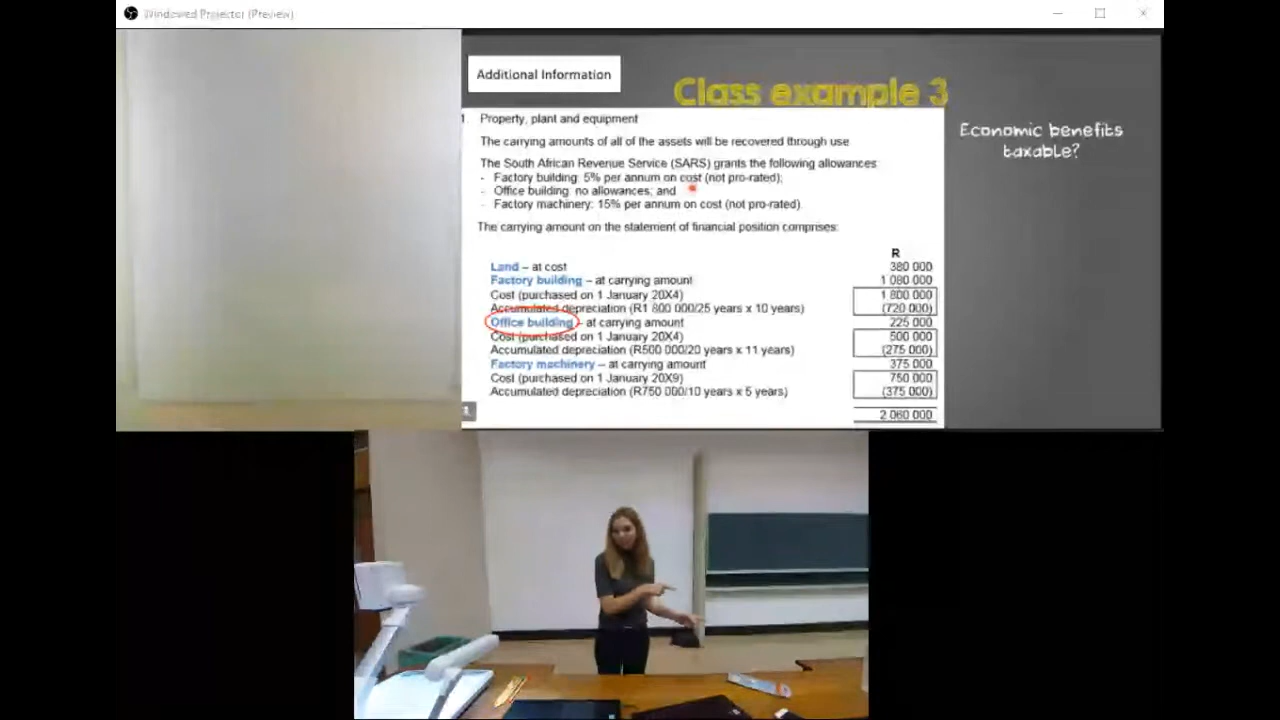 Windowed Projector (Preview)
Additional Information
Class example 3
Economic benefits
taxable?
1. Property, plant and equipment
The carrying amounts of all of the assets will be recovered through use
The South African Revenue Service (SARS) grants the following allowances:
- Factory building: 5% per annum on cost (not pro-rated);
- Office building: no allowances; and
- Factory machinery: 15% per annum on cost (not pro-rated).
The carrying amount on the statement of financial position comprises:
R
Land – at cost 380 000
Factory building – at carrying amount 1 080 000
Cost (purchased on 1 January 20X4) 1 800 000
Accumulated depreciation (R1 800 000/25 years x 10 years) (720 000)
Office building – at carrying amount 225 000
Cost (purchased on 1 January 20X4) 500 000
Accumulated depreciation (R500 000/20 years x 11 years) (275 000)
Factory machinery – at carrying amount 375 000
Cost (purchased on 1 January 20X9) 750 000
Accumulated depreciation (R750 000/10 years x 5 years) (375 000)
2 060 000